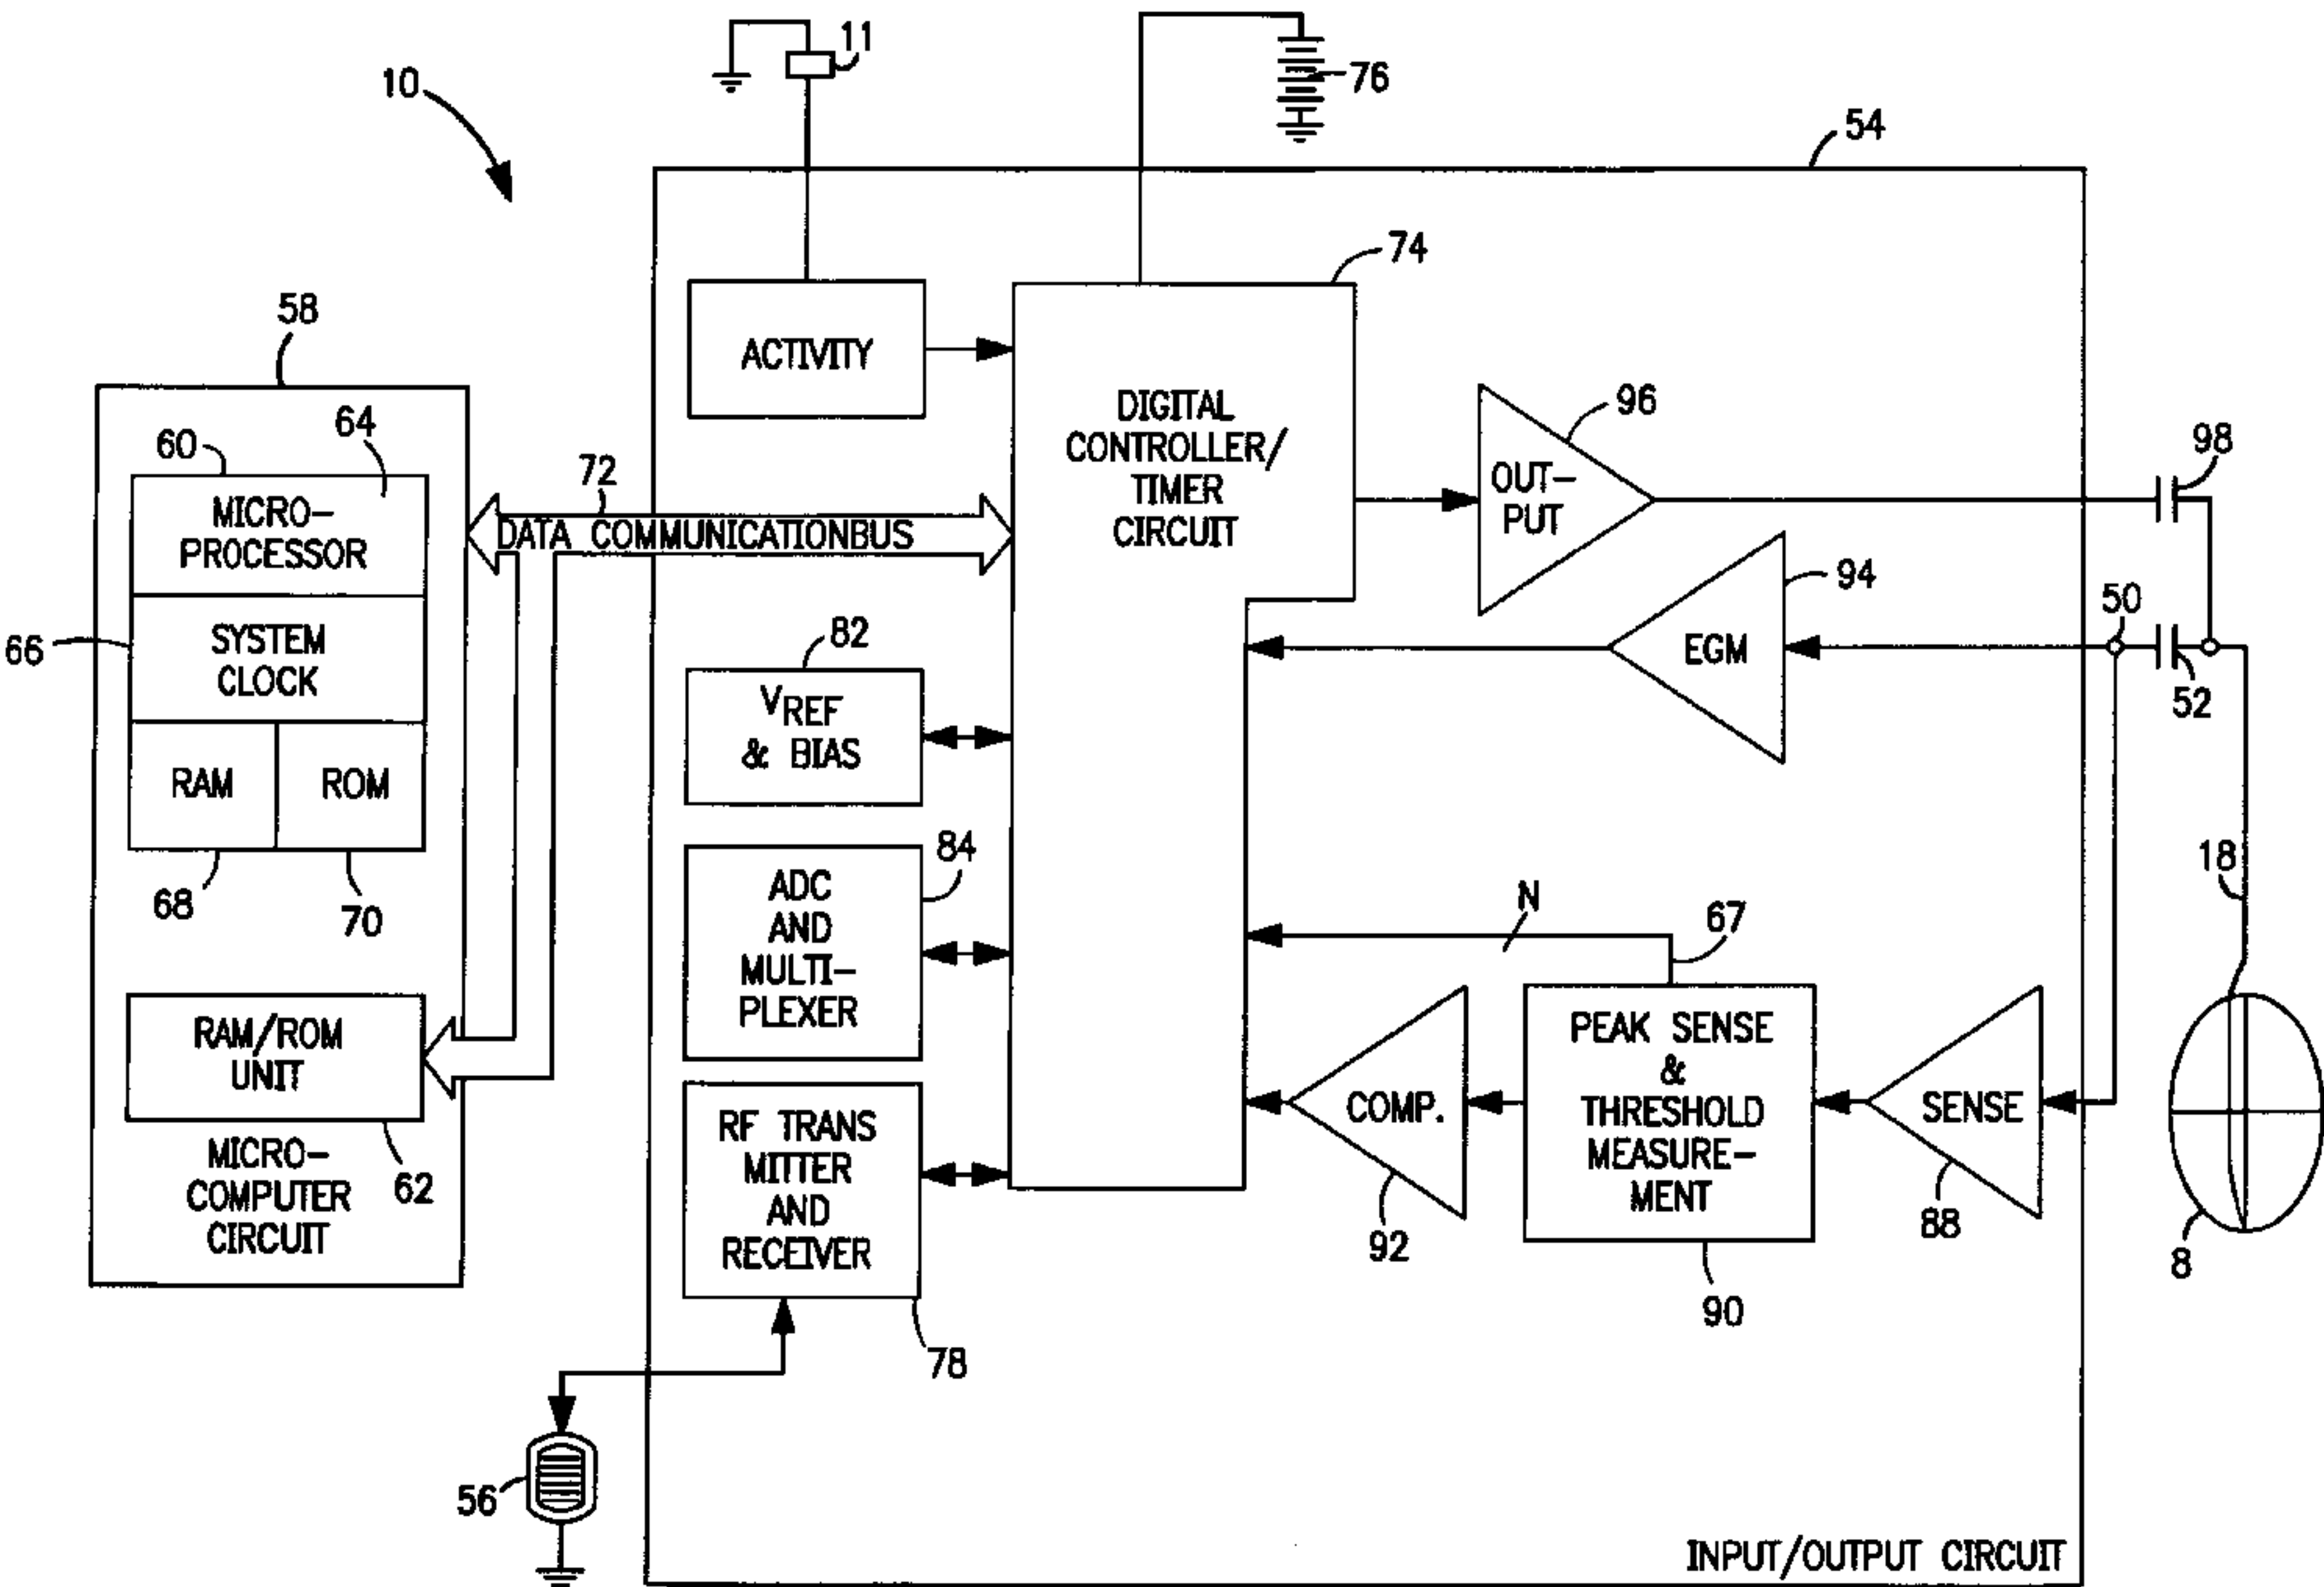 11
76
10
54
74
58
ACTIVITY
DIGITAL
CONTROLLER/
TIMER
CIRCUIT
96
OUT-
PUT
98
60
64
MICRO-
PROCESSOR
72
DATA COMMUNICATIONBUS
94
EGM
50
52
66
SYSTEM
CLOCK
82
VREF
& BIAS
RAM
ROM
68
70
84
ADC
AND
MULTI-
PLEXER
N
67
18
RAM/ROM
UNIT
62
MICRO-
COMPUTER
CIRCUIT
RF TRANS
MITTER
AND
RECEIVER
78
COMP.
92
PEAK SENSE
&
THRESHOLD
MEASURE-
MENT
90
SENSE
88
8
56
INPUT/OUTPUT CIRCUIT